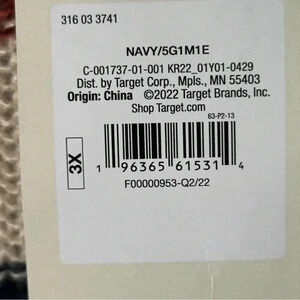 316 03 3741
NAVY/5G1M1E
C-001737-01-001 KR22_01Y01-0429
Dist. by Target Corp., Mpls., MN 55403
Origin: China ©2022 Target Brands, Inc.
Shop Target.com
63-P2-13
3X
1 96365 61531 4
F00000953-Q2/22